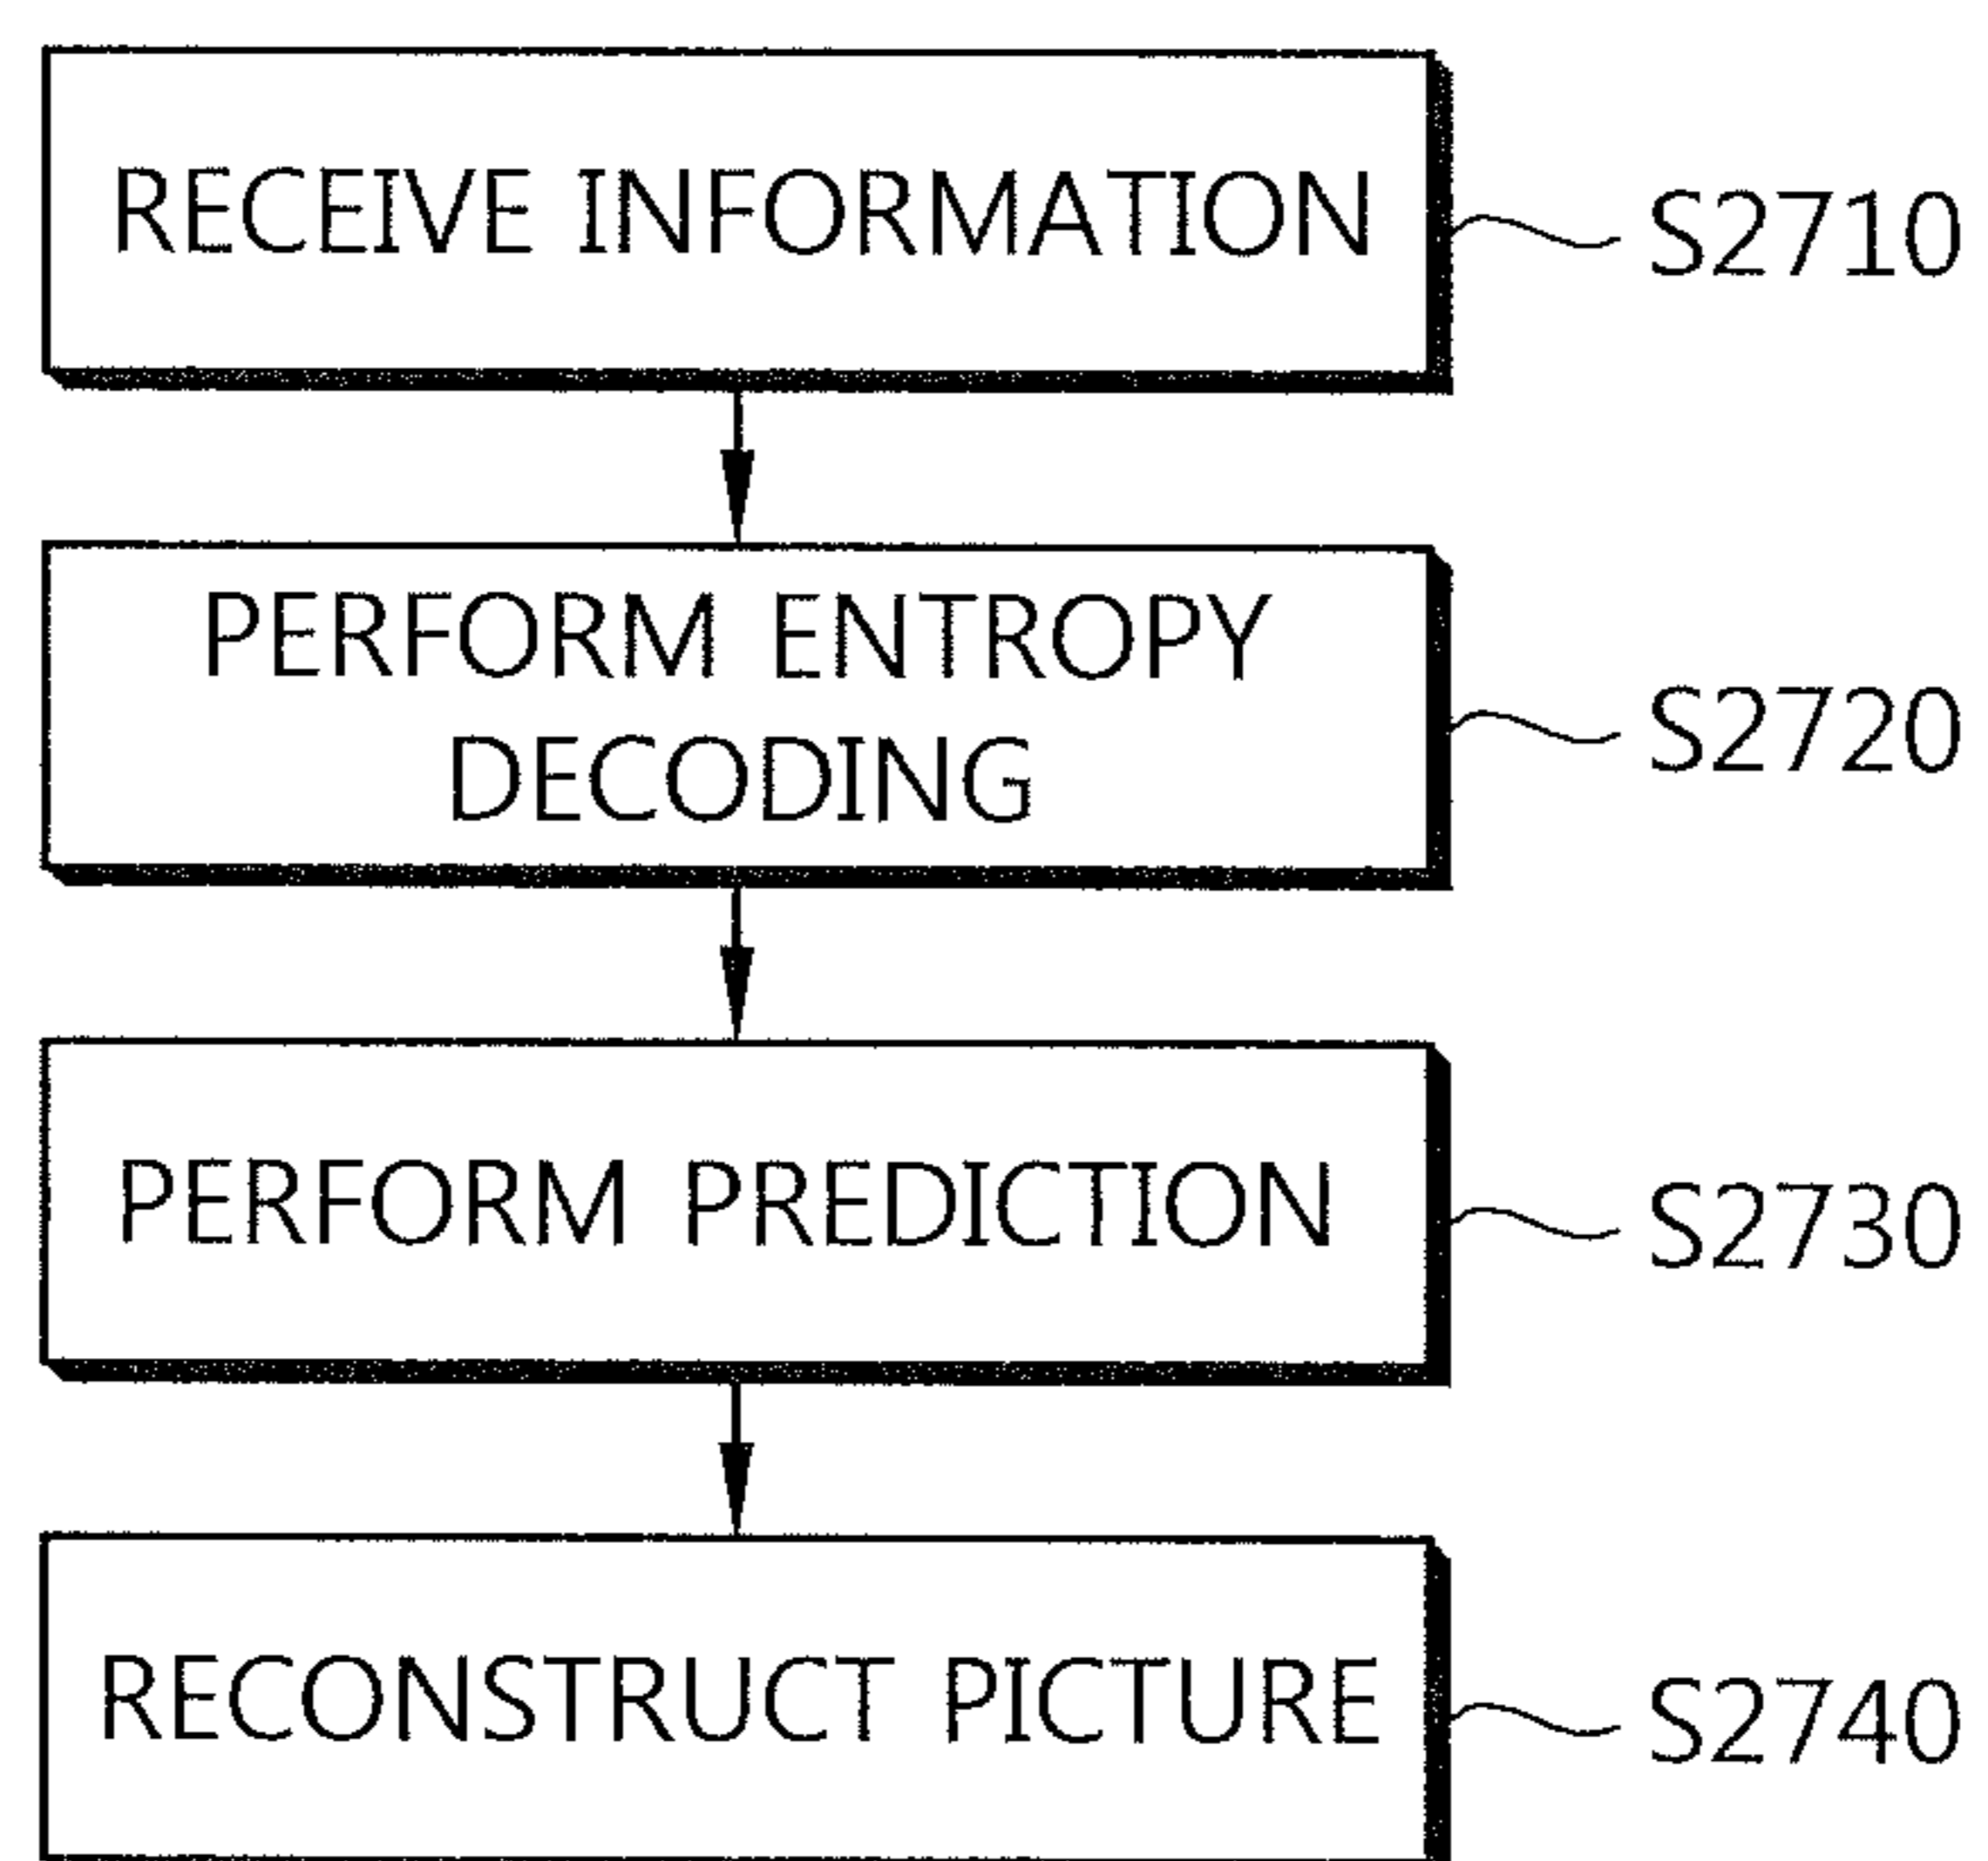 RECEIVE INFORMATION
S2710
PERFORM ENTROPY
DECODING
S2720
PERFORM PREDICTION
S2730
RECONSTRUCT PICTURE
S2740